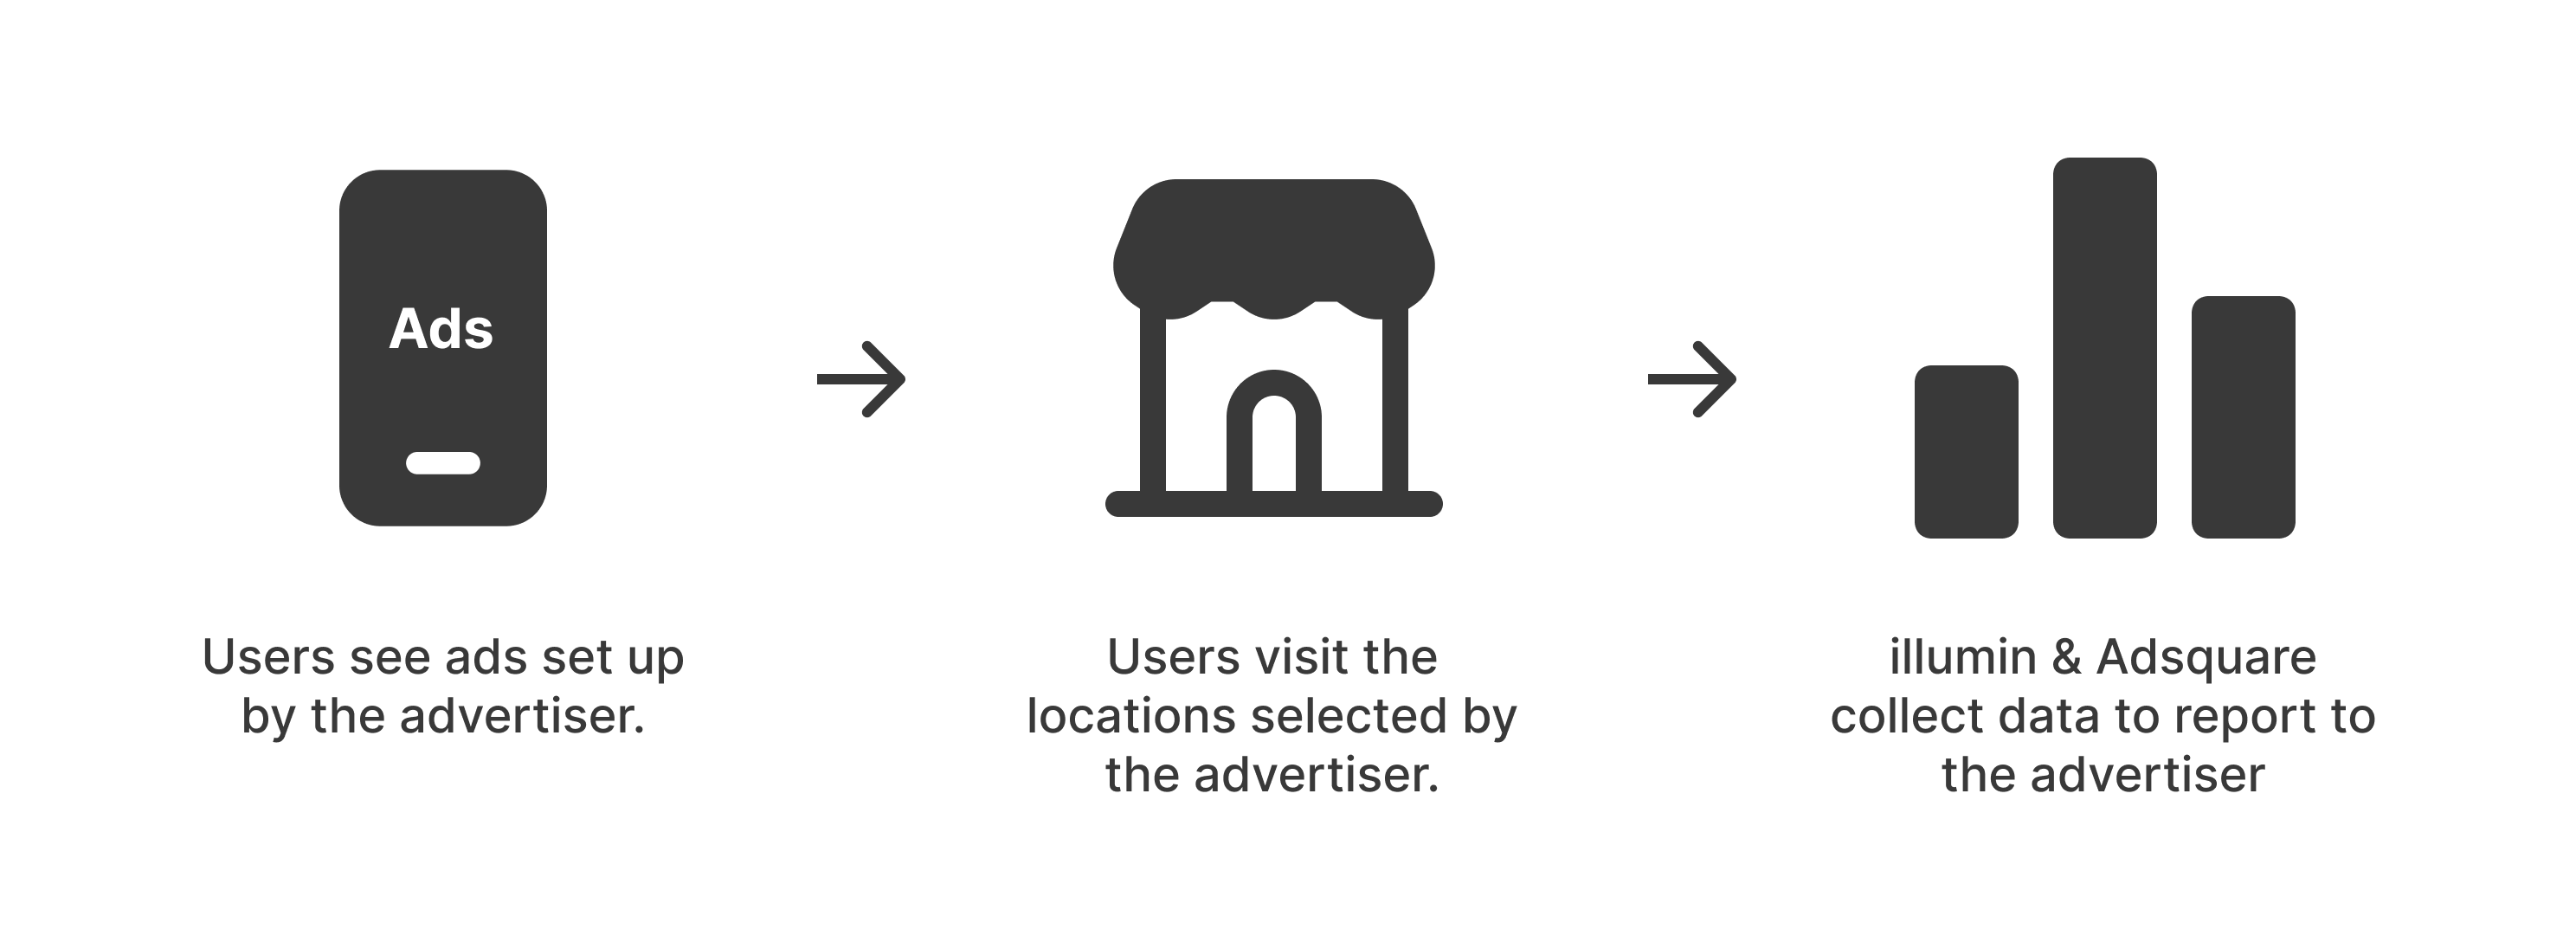 Ads
Users see ads set up
by the advertiser.
Users visit the
locations selected by
the advertiser.
illumin & Adsquare
collect data to report to
the advertiser